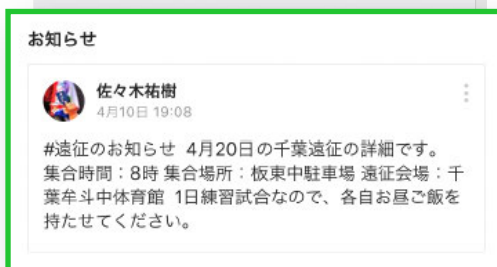 お知らせ
佐々木祐樹
4月10日 19:08
#遠征のお知らせ 4月20日の千葉遠征の詳細です。
集合時間：8時 集合場所：板東中駐車場 遠征会場：千
葉牟斗中体育館 1日練習試合なので、各自お昼ご飯を
持たせてください。